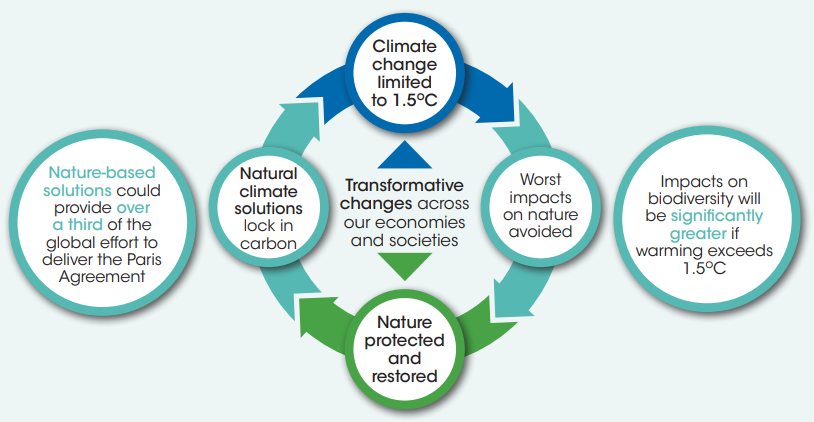 Climate
change
limited
to 1.5ºC
Nature-based
solutions could
provide over
a third of the
global effort to
deliver the Paris
Agreement
Natural
climate
solutions
lock in
carbon
Transformative
changes across
our economies
and societies
Worst
impacts
on nature
avoided
Impacts on
biodiversity will
be significantly
greater if
warming exceeds
1.5ºC
Nature
protected
and
restored